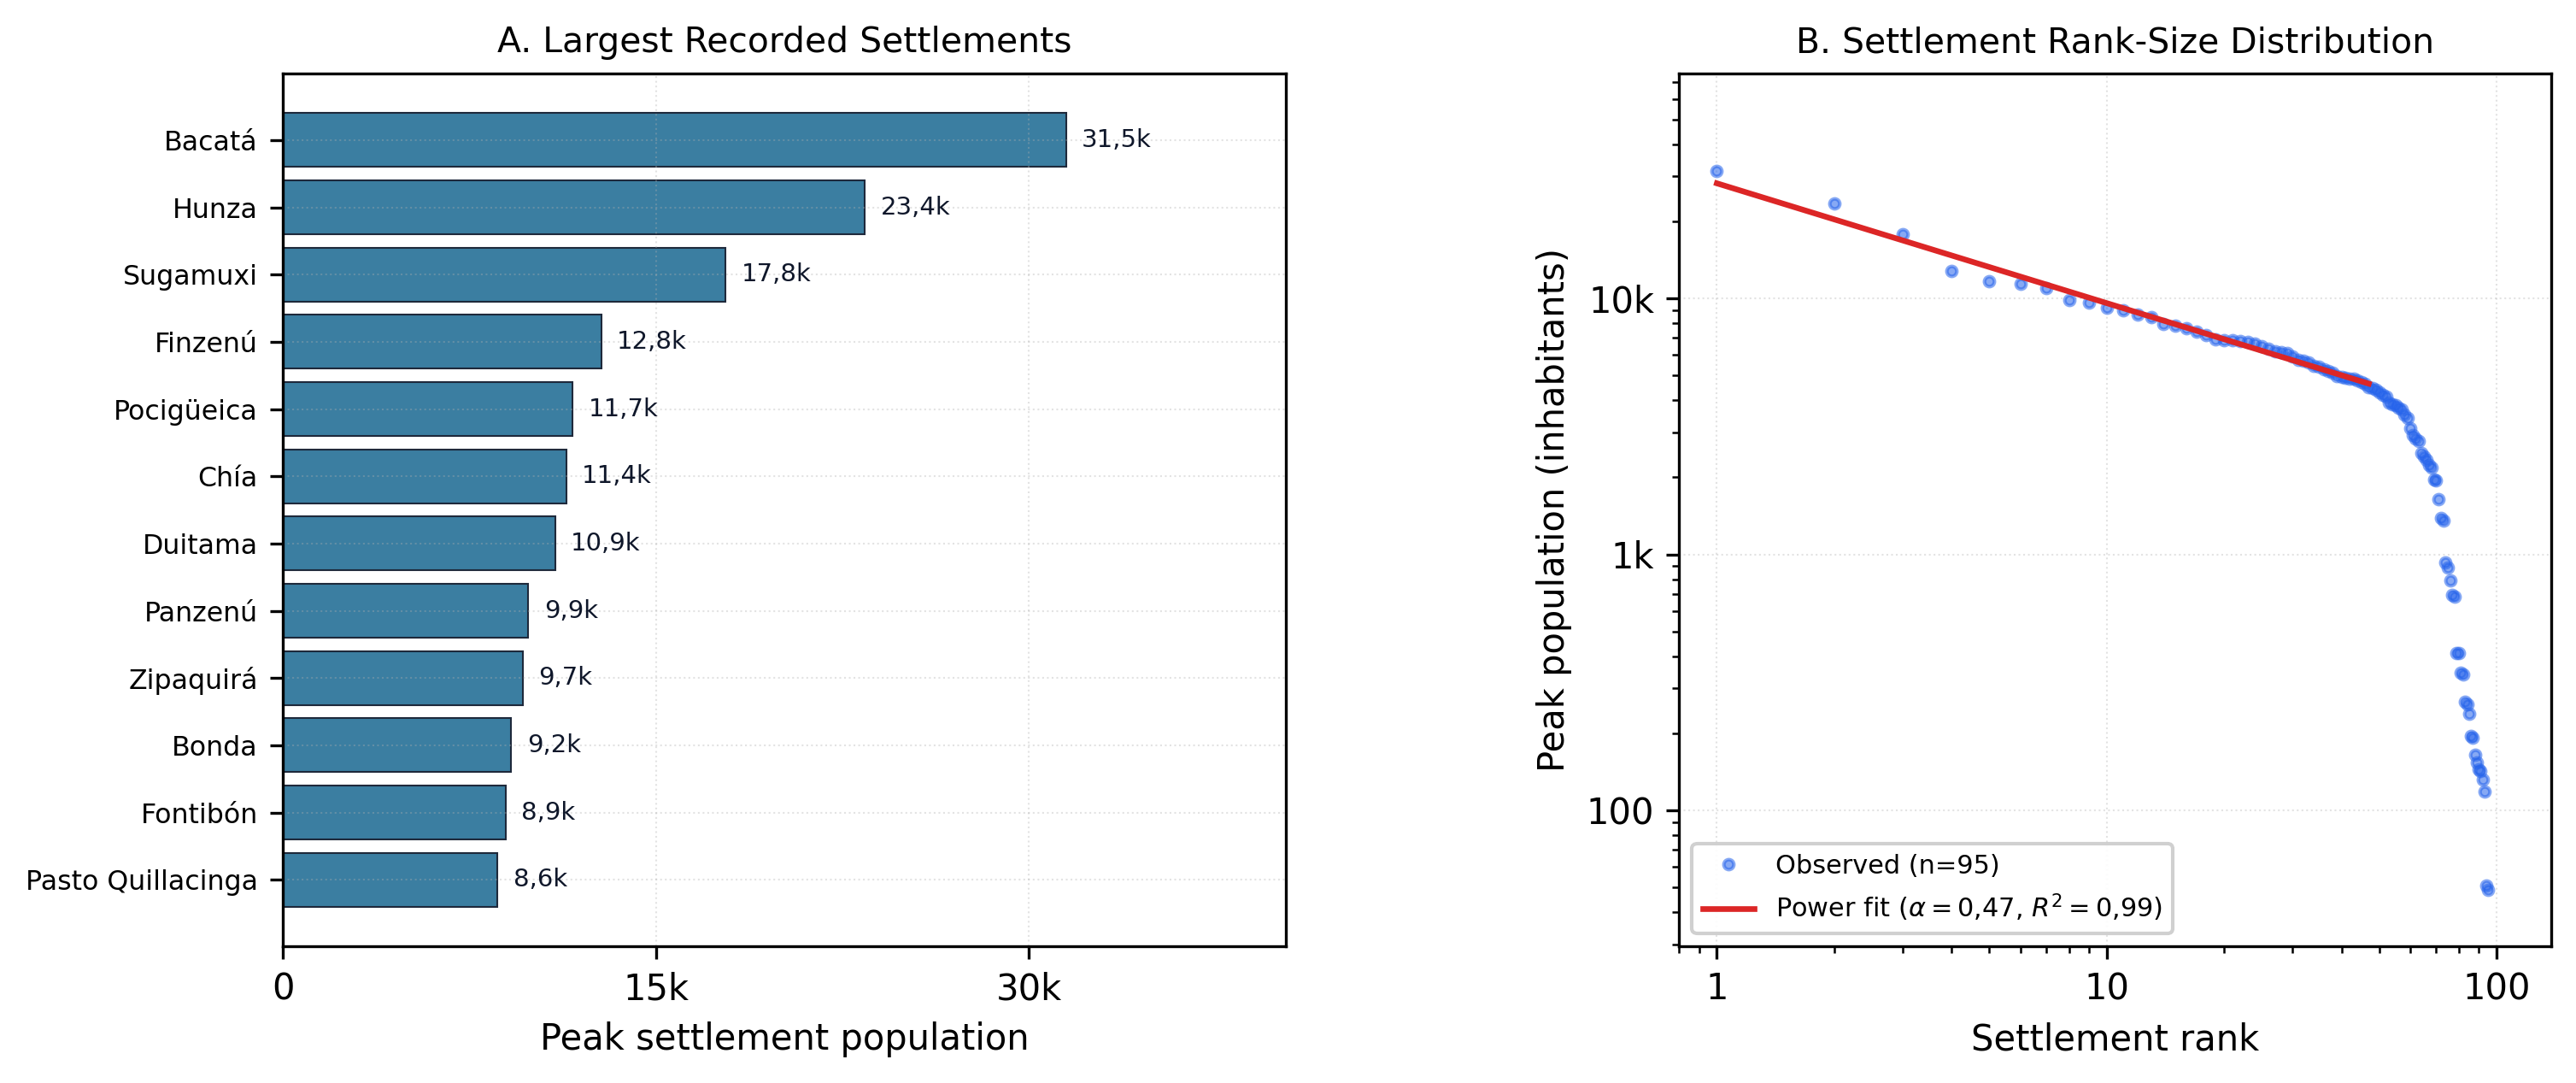 A. Largest Recorded Settlements
Bacatá
31,5k
Hunza
23,4k
Sugamuxi
17,8k
Finzenú
12,8k
Pocigüeica
11,7k
Chía
11,4k
Duitama
10,9k
Panzenú
9,9k
Zipaquirá
9,7k
Bonda
9,2k
Fontibón
8,9k
Pasto Quillacinga
8,6k
0 15k 30k
Peak settlement population
B. Settlement Rank-Size Distribution
Peak population (inhabitants)
10k
1k
100
Observed (n=95)
Power fit (α = 0,47, R² = 0,99)
1 10 100
Settlement rank